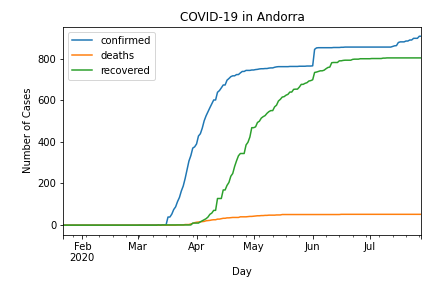 COVID-19 in Andorra
confirmed
deaths
recovered
Number of Cases
800
600
400
200
0
Feb Mar Apr May Jun Jul
2020
Day